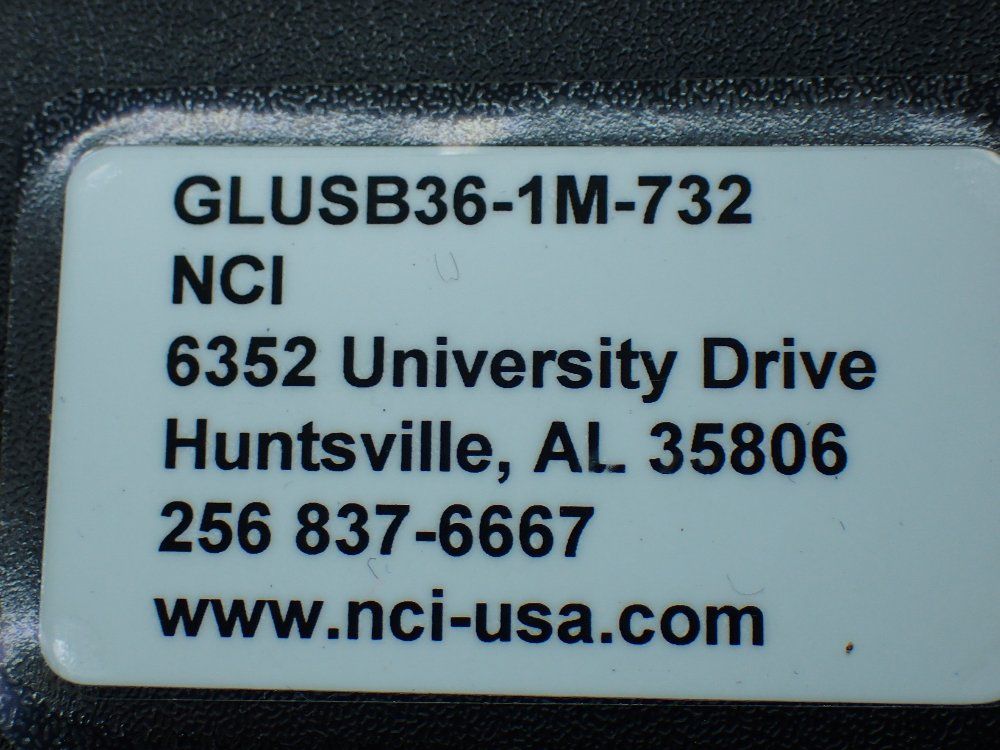 GLUSB36-1M-732
NCI
6352 University Drive
Huntsville, AL 35806
256 837-6667
www.nci-usa.com